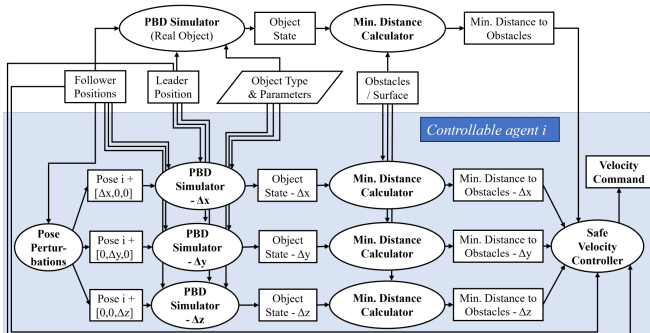 PBD Simulator
(Real Object)
Object
State
Min. Distance
Calculator
Min. Distance to
Obstacles
Follower
Positions
Leader
Position
Object Type
& Parameters
Obstacles
/ Surface
Controllable agent i
Pose i +
[Δx,0,0]
PBD
Simulator
- Δx
Object
State - Δx
Min. Distance
Calculator
Min. Distance to
Obstacles - Δx
Velocity
Command
Pose
Pertur-
bations
Pose i +
[0,Δy,0]
PBD
Simulator
- Δy
Object
State - Δy
Min. Distance
Calculator
Min. Distance to
Obstacles - Δy
Safe
Velocity
Controller
Pose i +
[0,0,Δz]
PBD
Simulator
- Δz
Object
State - Δz
Min. Distance
Calculator
Min. Distance to
Obstacles - Δz